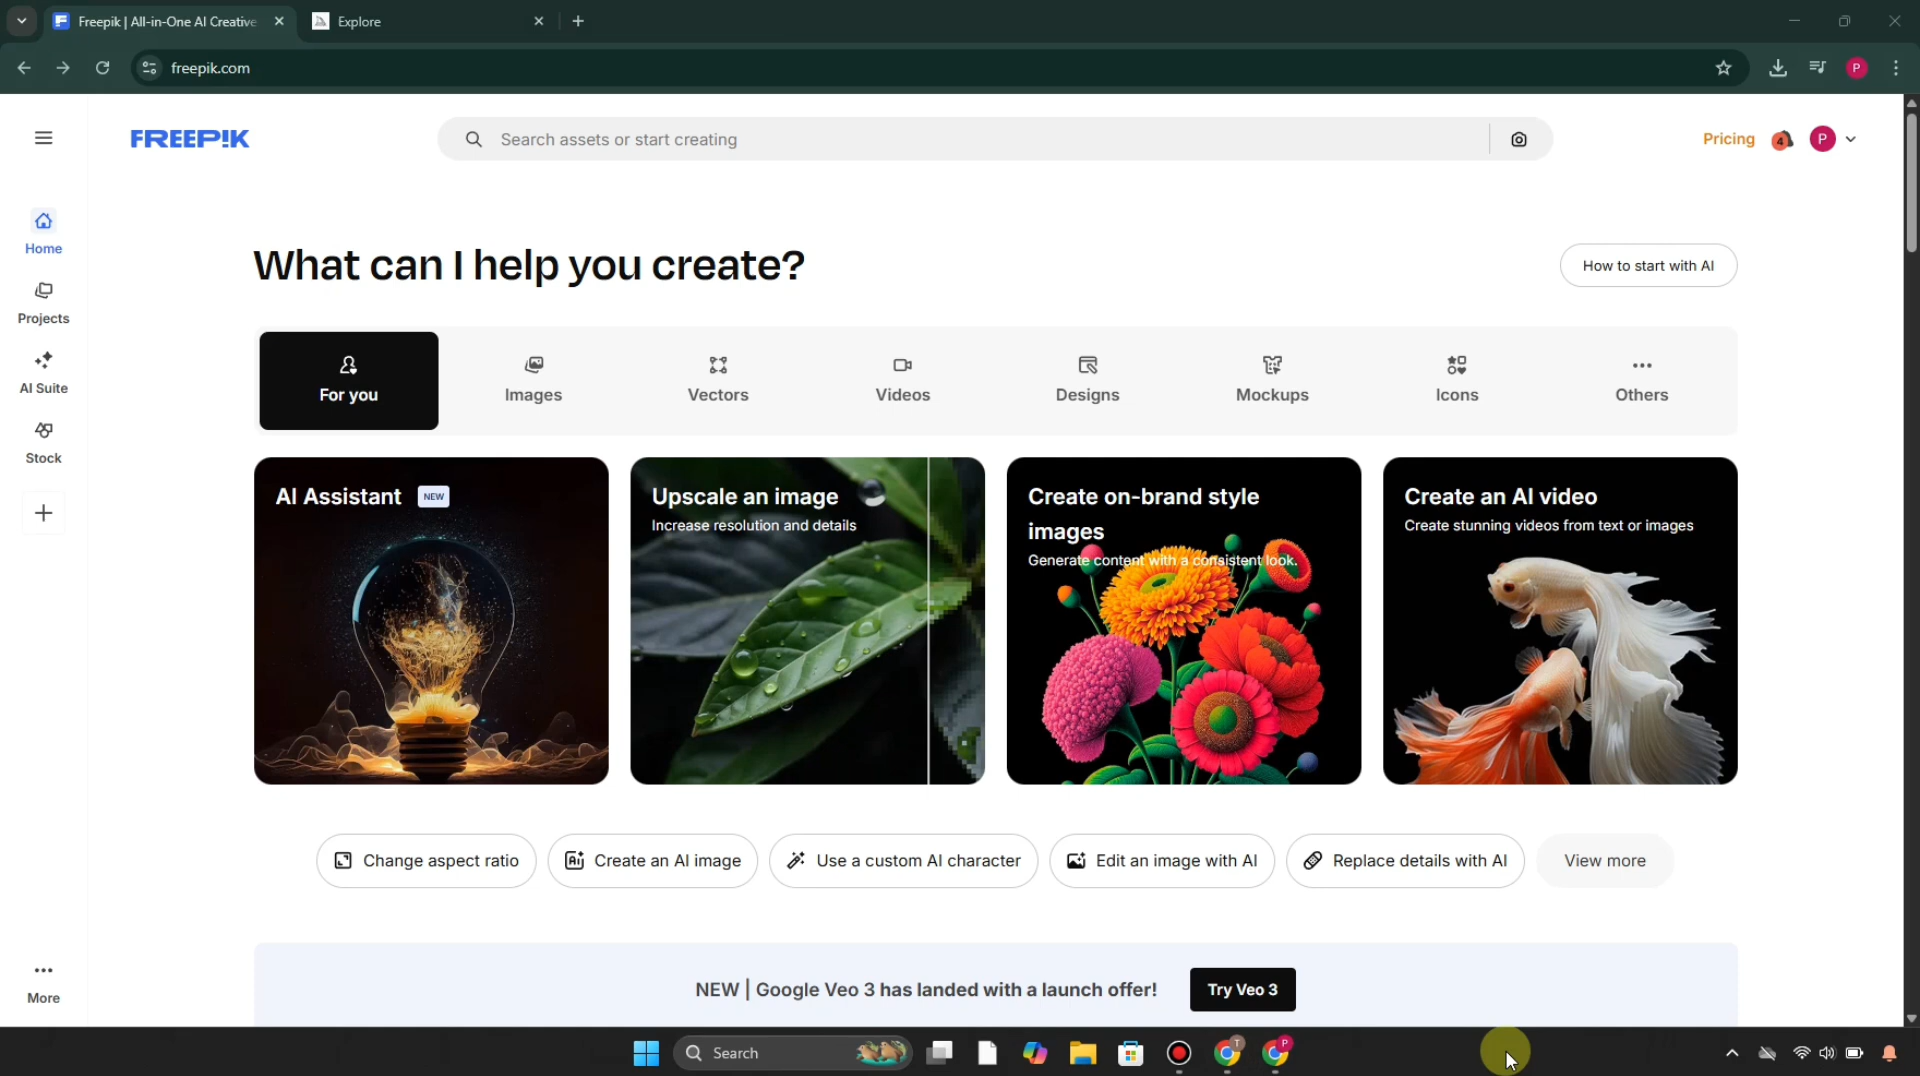 Freepik | All-in-One AI Creative
Explore
freepik.com
P
FREEP!K
Search assets or start creating
Pricing
4
P
Home
Projects
AI Suite
Stock
More
What can I help you create?
How to start with AI
For you
Images
Vectors
Videos
Designs
Mockups
Icons
Others
AI Assistant NEW
Upscale an image
Increase resolution and details
Create on-brand style
images
Generate content with a consistent look.
Create an AI video
Create stunning videos from text or images
Change aspect ratio
Create an AI image
Use a custom AI character
Edit an image with AI
Replace details with AI
View more
NEW | Google Veo 3 has landed with a launch offer!
Try Veo 3
Search
T
P